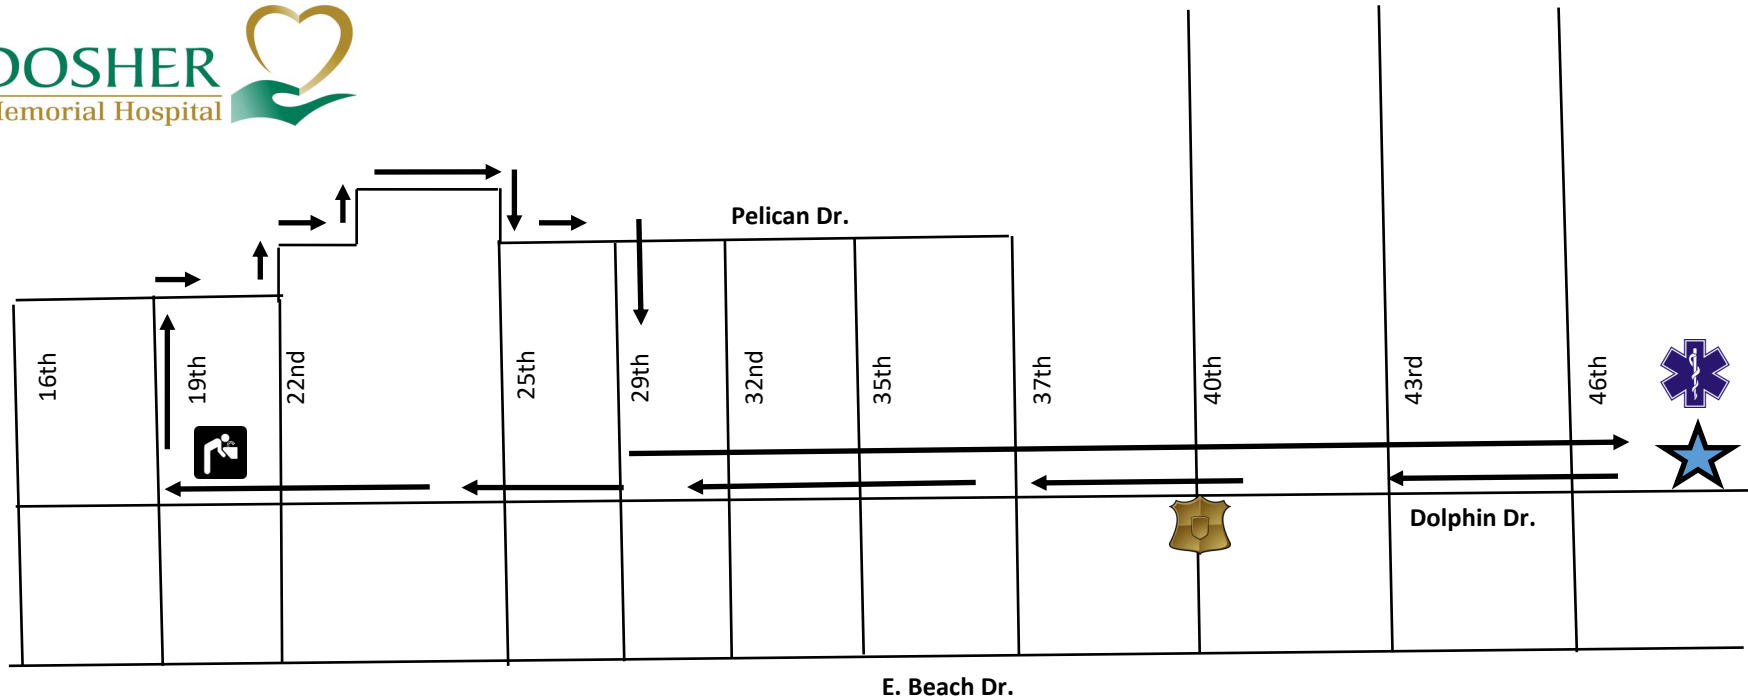 DOSHER
Memorial Hospital
Pelican Dr.
16th
19th
22nd
25th
29th
32nd
35th
37th
40th
43rd
46th
Dolphin Dr.
E. Beach Dr.